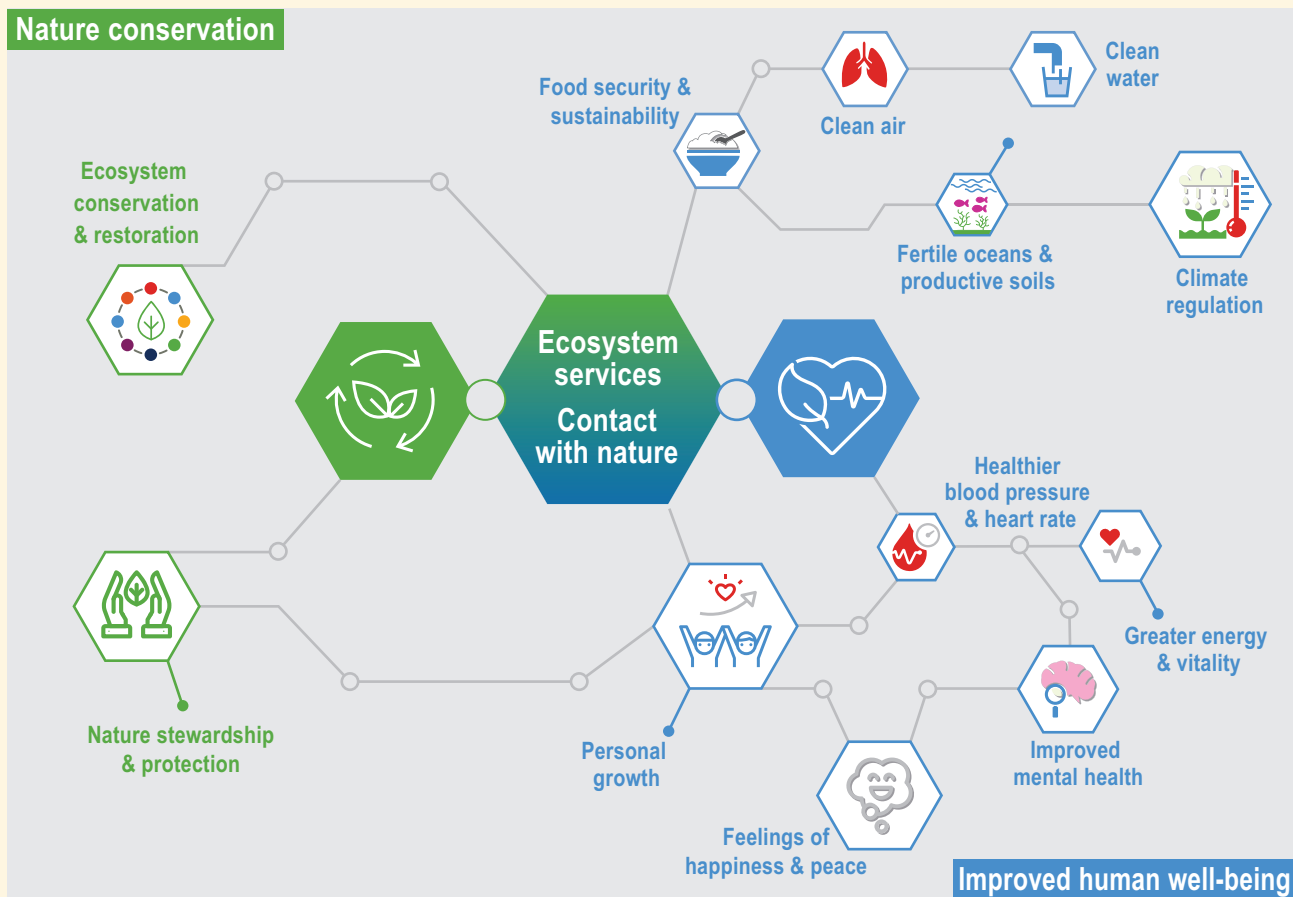 Nature conservation
Food security &
sustainability
Clean air
Clean
water
Ecosystem
conservation
& restoration
Fertile oceans &
productive soils
Climate
regulation
Ecosystem
services
Contact
with nature
Healthier
blood pressure
& heart rate
Greater energy
& vitality
Nature stewardship
& protection
Personal
growth
Improved
mental health
Feelings of
happiness & peace
Improved human well-being